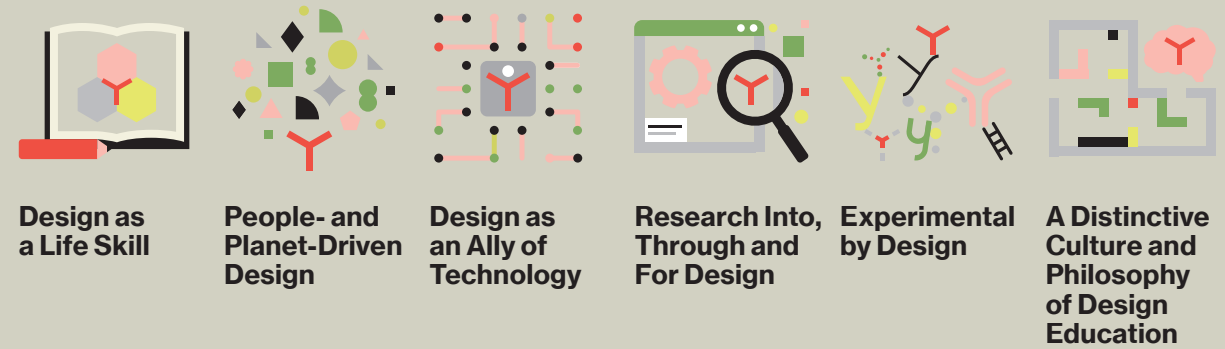 Design as
a Life Skill
People- and
Planet-Driven
Design
Design as
an Ally of
Technology
Research Into,
Through and
For Design
Experimental
by Design
A Distinctive
Culture and
Philosophy
of Design
Education